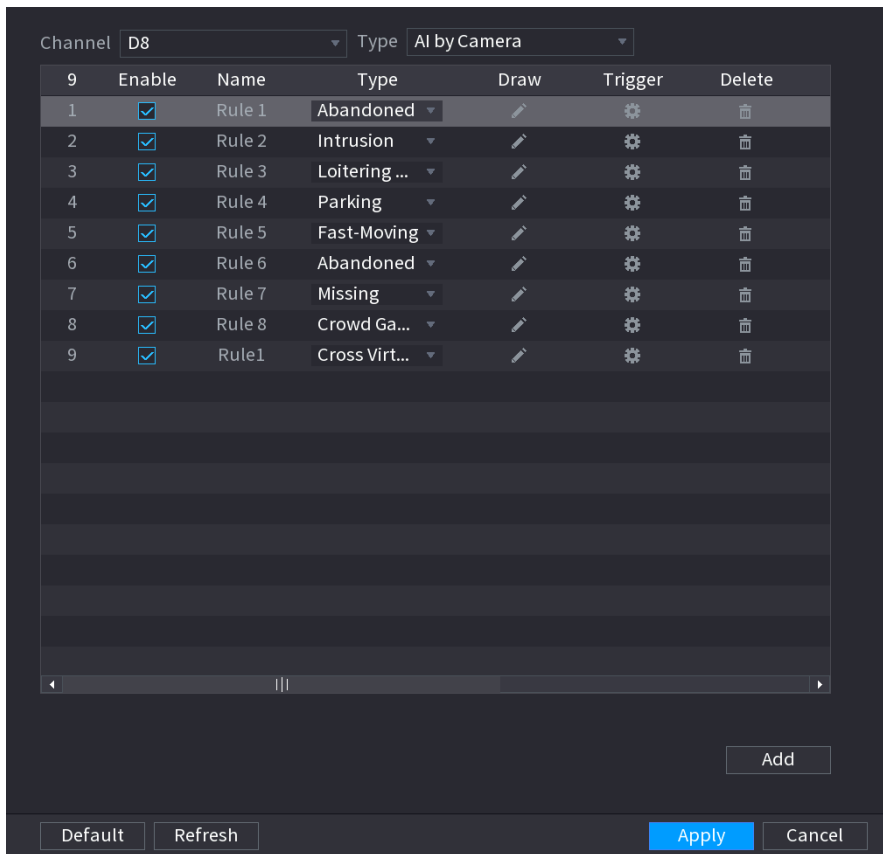 Channel D8 Type AI by Camera
9 Enable Name Type Draw Trigger Delete
1 Rule 1 Abandoned
2 Rule 2 Intrusion
3 Rule 3 Loitering ...
4 Rule 4 Parking
5 Rule 5 Fast-Moving
6 Rule 6 Abandoned
7 Rule 7 Missing
8 Rule 8 Crowd Ga...
9 Rule1 Cross Virt...
Add
Default Refresh Apply Cancel